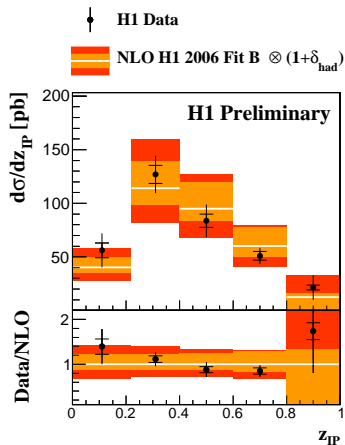 H1 Data
NLO H1 2006 Fit B ⊗ (1+δhad)
H1 Preliminary
dσ/dzIP [pb]
200
150
100
50
Data/NLO
2
1
0 0.2 0.4 0.6 0.8 1
zIP